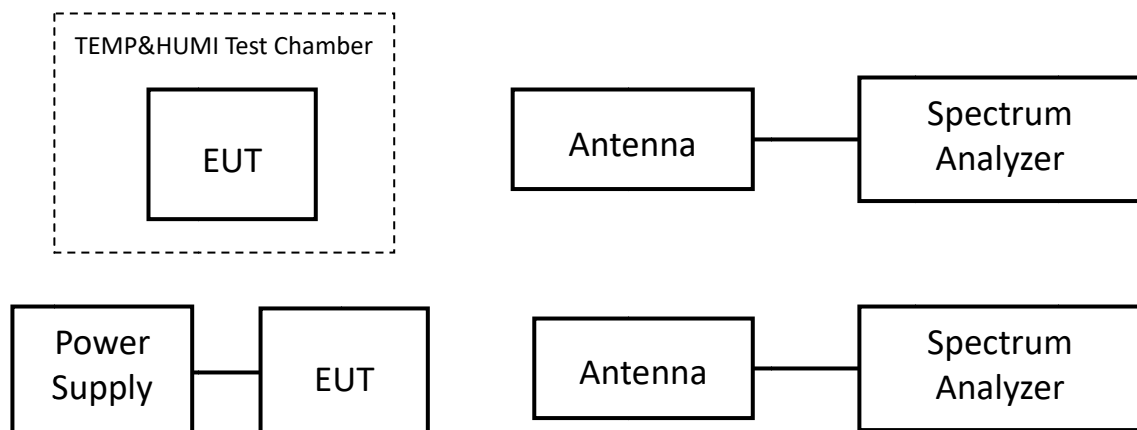 TEMP&HUMI Test Chamber
EUT
Antenna
Spectrum
Analyzer
Power
Supply
EUT
Antenna
Spectrum
Analyzer